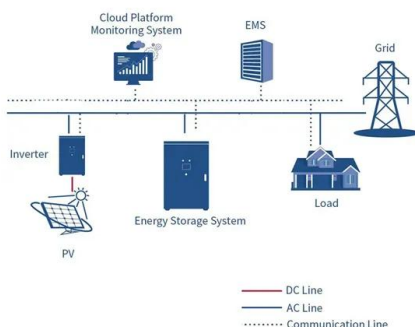 Cloud Platform
Monitoring System
EMS
Grid
Inverter
Energy Storage System
Load
PV
DC Line
AC Line
Communication Line